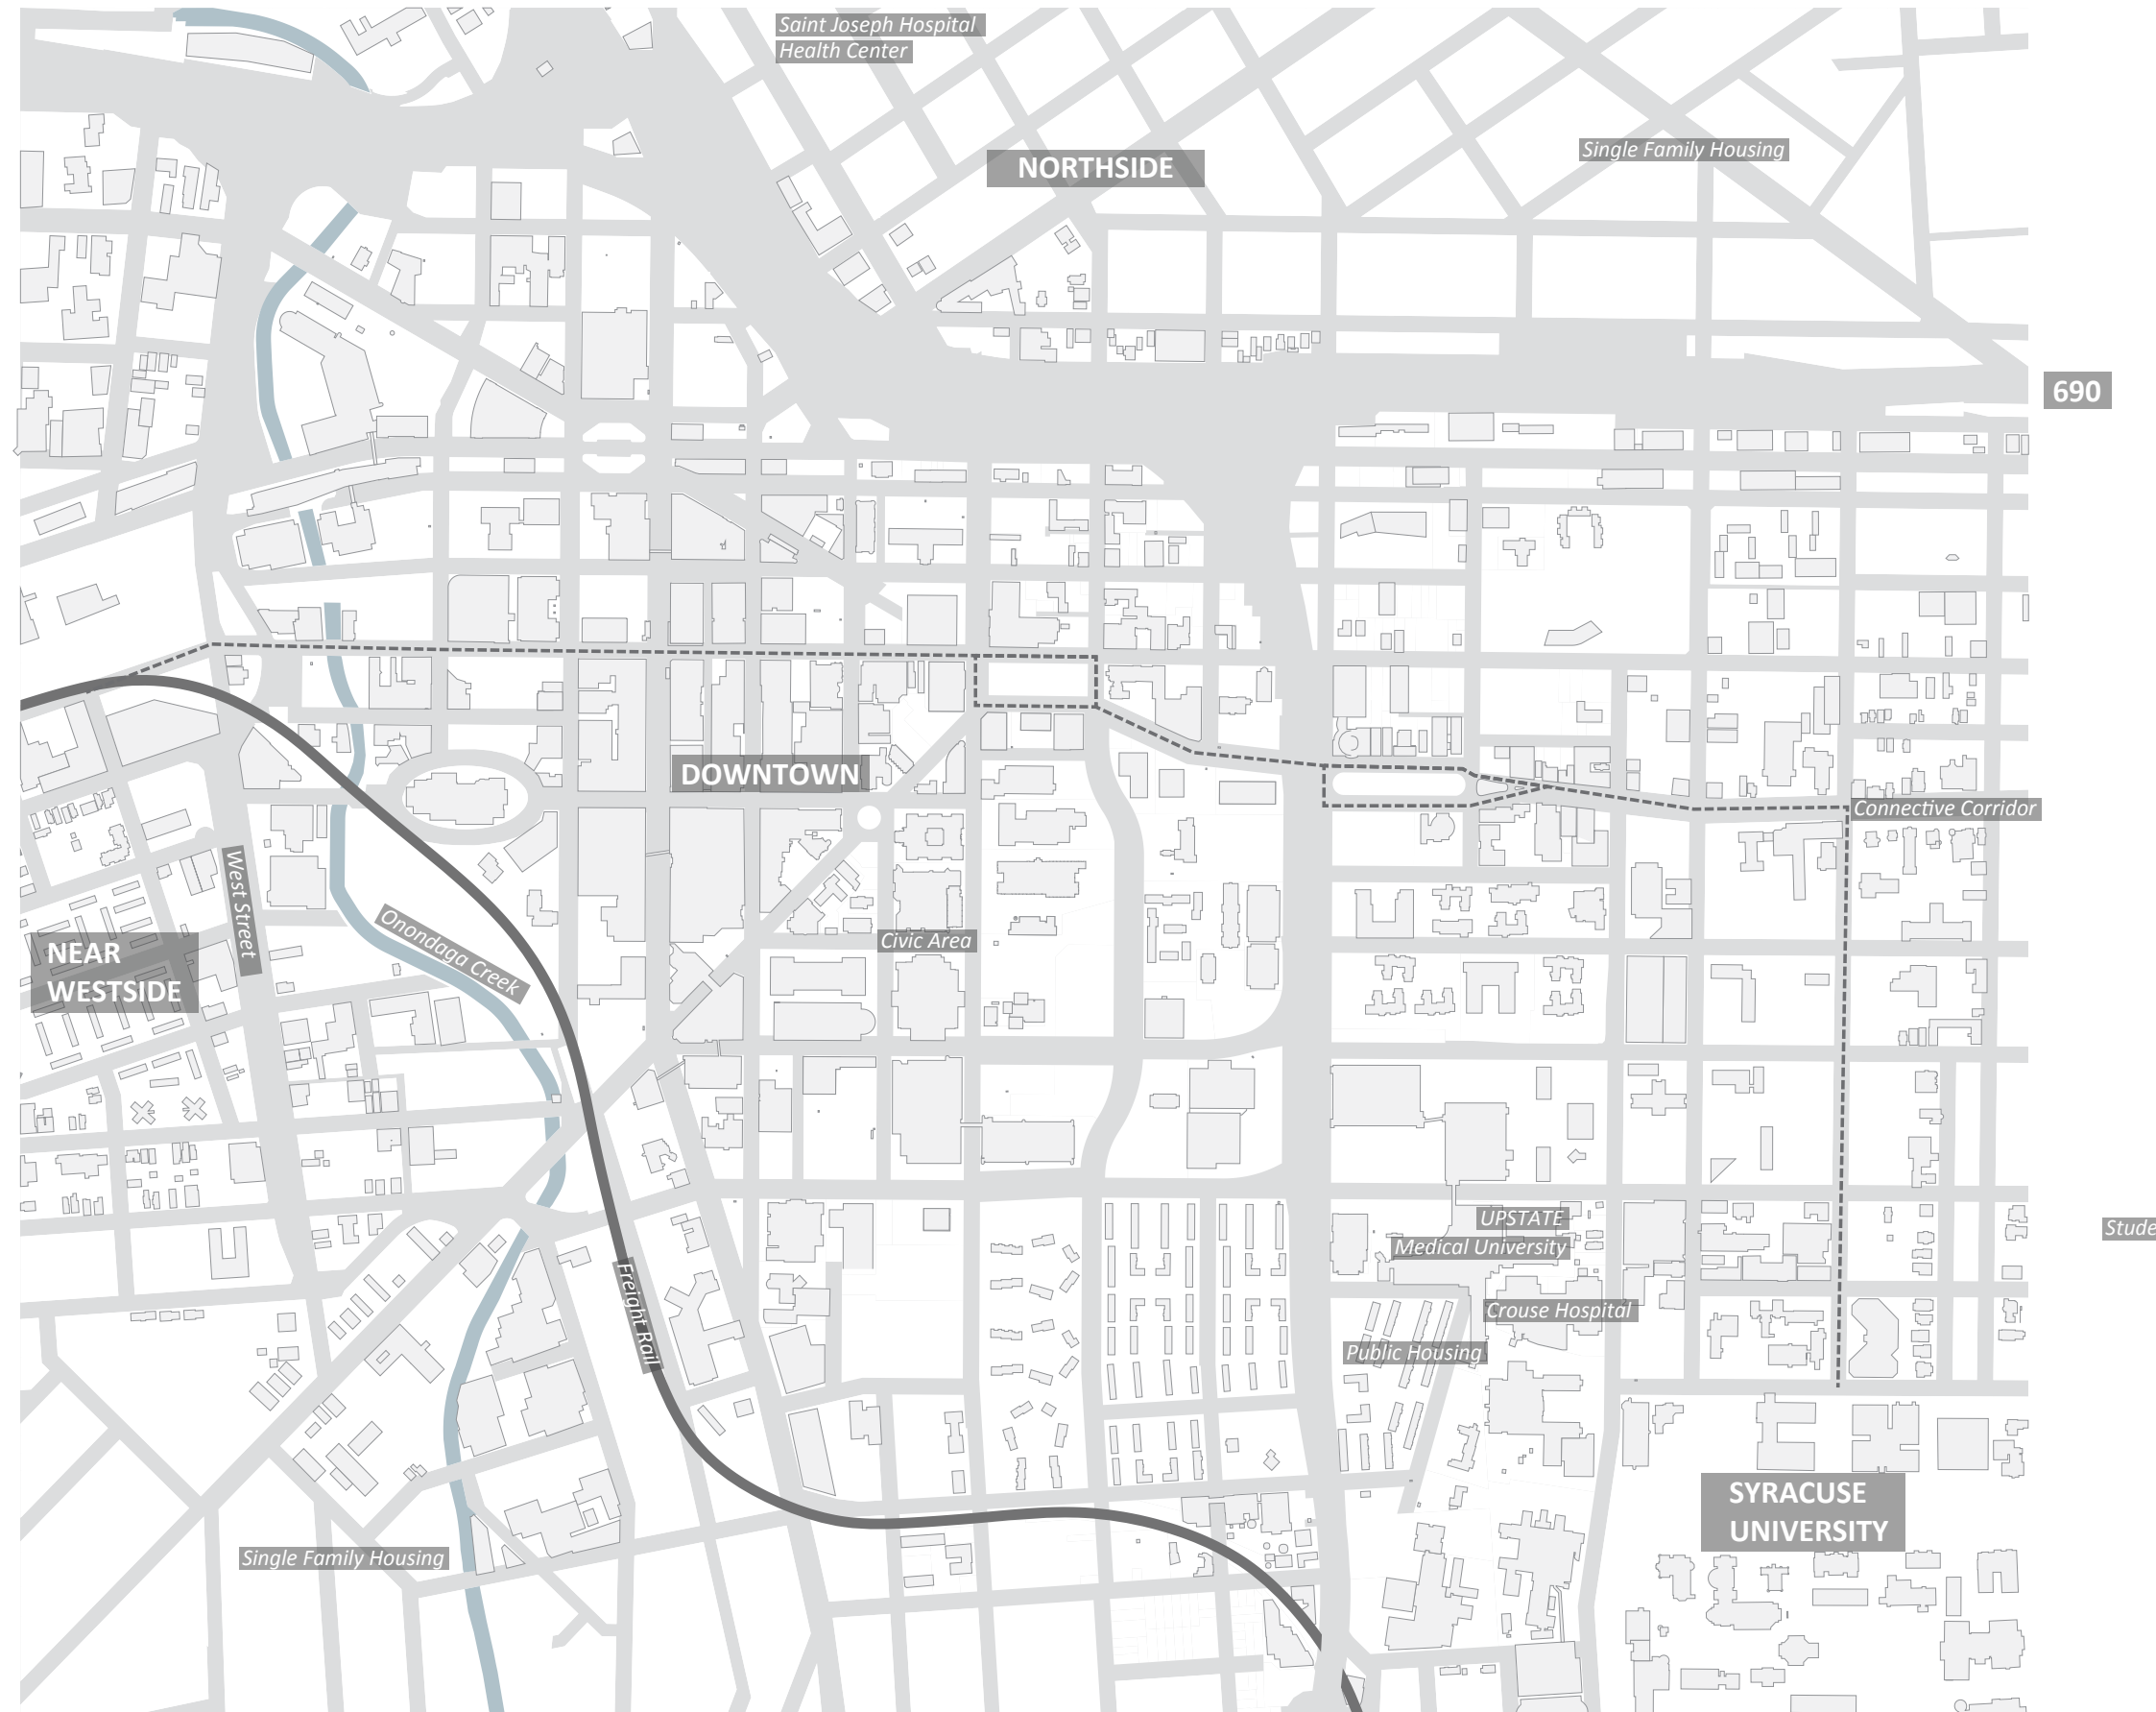 Saint Joseph Hospital
Health Center
NORTHSIDE
Single Family Housing
690
DOWNTOWN
Connective Corridor
West Street
Onondaga Creek
Civic Area
NEAR
WESTSIDE
UPSTATE
Medical University
Stude
Crouse Hospital
Freight Rail
Public Housing
SYRACUSE
UNIVERSITY
Single Family Housing